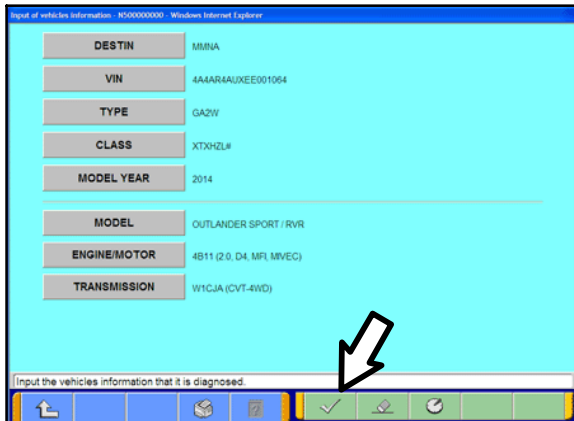 Input of vehicles information - N500000000 - Windows Internet Explorer
DESTIN MMNA
VIN 4A4AR4AUXEE001064
TYPE GA2W
CLASS XTXHZL#
MODEL YEAR 2014
MODEL OUTLANDER SPORT / RVR
ENGINE/MOTOR 4B11 (2.0, D4, MFI, MIVEC)
TRANSMISSION W1CJA (CVT-4WD)
Input the vehicles information that it is diagnosed.